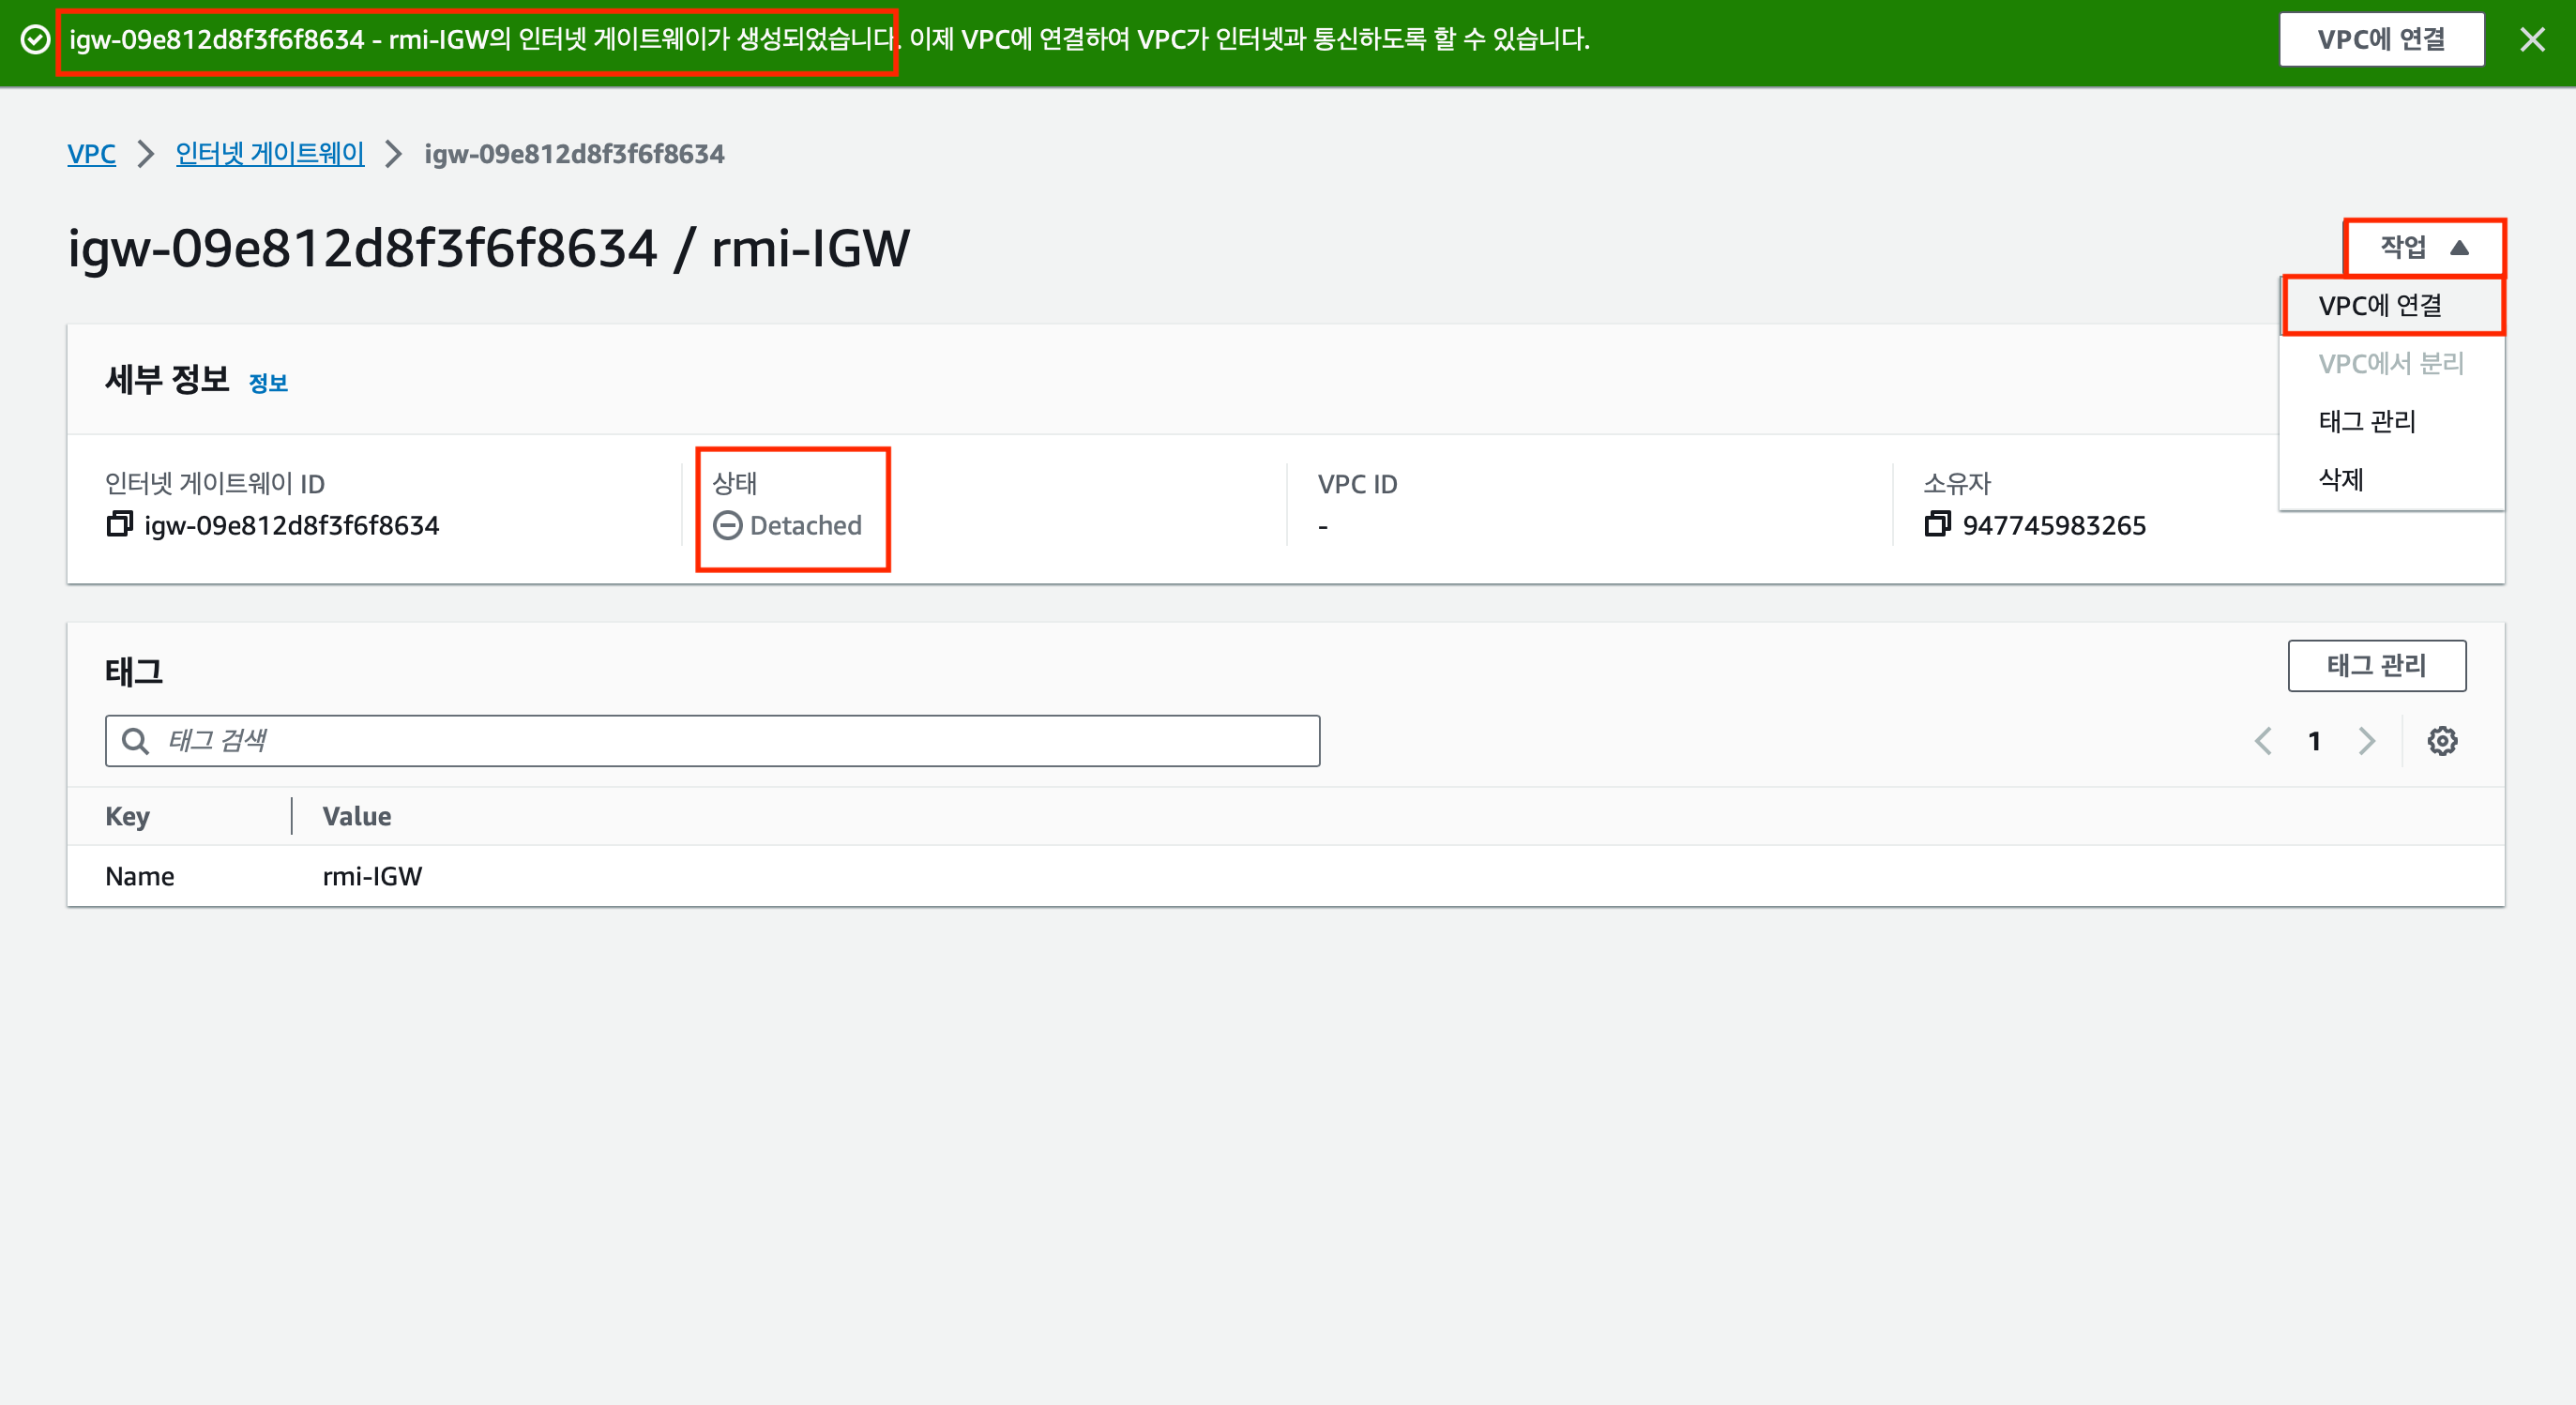 igw-09e812d8f3f6f8634 - rmi-IGW의 인터넷 게이트웨이가 생성되었습니다. 이제 VPC에 연결하여 VPC가 인터넷과 통신하도록 할 수 있습니다.
VPC에 연결
VPC
인터넷 게이트웨이
igw-09e812d8f3f6f8634
igw-09e812d8f3f6f8634 / rmi-IGW
작업
VPC에 연결
VPC에서 분리
태그 관리
삭제
세부 정보 정보
인터넷 게이트웨이 ID
igw-09e812d8f3f6f8634
상태
Detached
VPC ID
-
소유자
947745983265
태그
태그 관리
태그 검색
1
Key Value
Name rmi-IGW